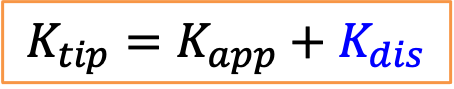 K_tip = K_app + K_dis